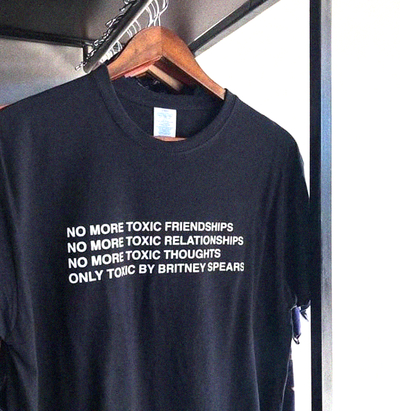 NO MORE TOXIC FRIENDSHIPS
NO MORE TOXIC RELATIONSHIPS
NO MORE TOXIC THOUGHTS
ONLY TOXIC BY BRITNEY SPEARS